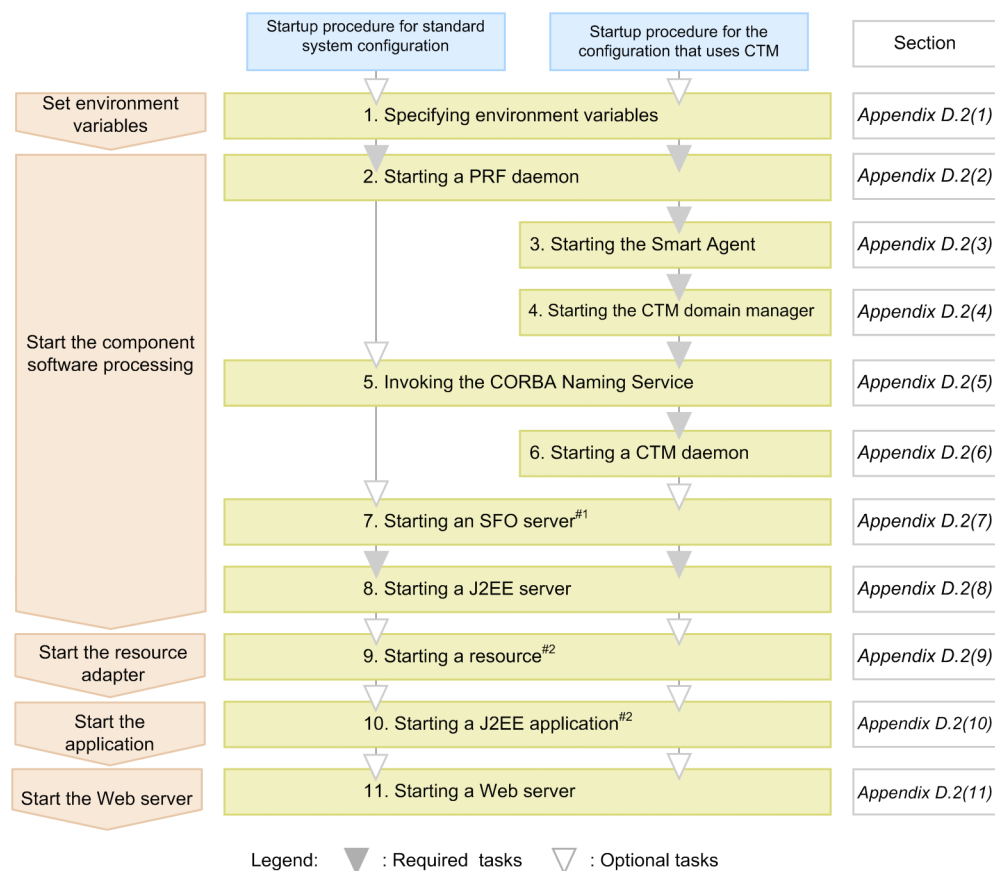 Startup procedure for standard
system configuration
Startup procedure for the
configuration that uses CTM
Section
Set environment
variables
1. Specifying environment variables
Appendix D.2(1)
Start the component
software processing
2. Starting a PRF daemon
Appendix D.2(2)
3. Starting the Smart Agent
Appendix D.2(3)
4. Starting the CTM domain manager
Appendix D.2(4)
5. Invoking the CORBA Naming Service
Appendix D.2(5)
6. Starting a CTM daemon
Appendix D.2(6)
7. Starting an SFO server#1
Appendix D.2(7)
8. Starting a J2EE server
Appendix D.2(8)
Start the resource
adapter
9. Starting a resource#2
Appendix D.2(9)
Start the
application
10. Starting a J2EE application#2
Appendix D.2(10)
Start the Web server
11. Starting a Web server
Appendix D.2(11)
Legend: : Required tasks : Optional tasks